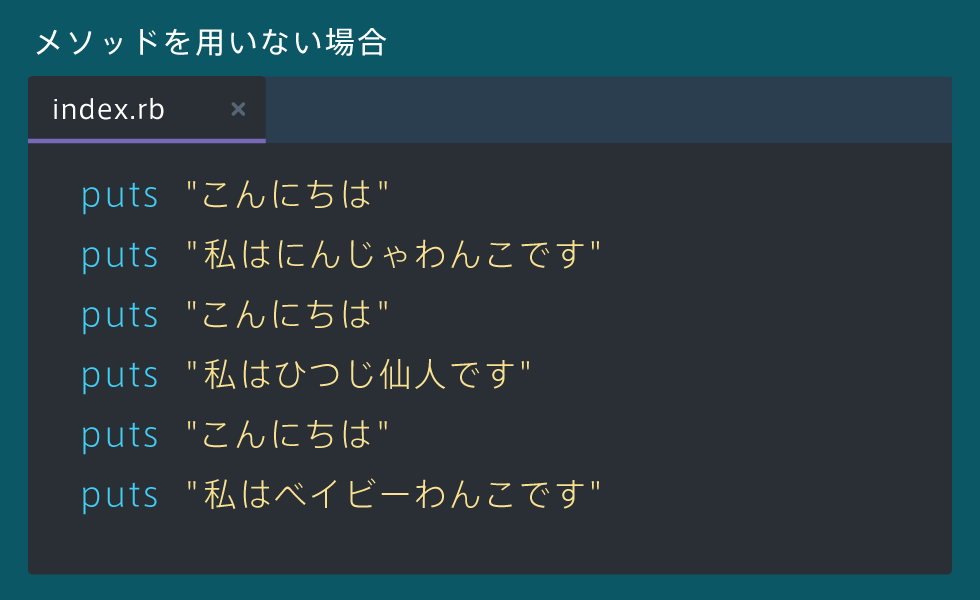 メソッドを用いない場合
index.rb ×
puts "こんにちは"
puts "私はにんじゃわんこです"
puts "こんにちは"
puts "私はひつじ仙人です"
puts "こんにちは"
puts "私はベイビーわんこです"